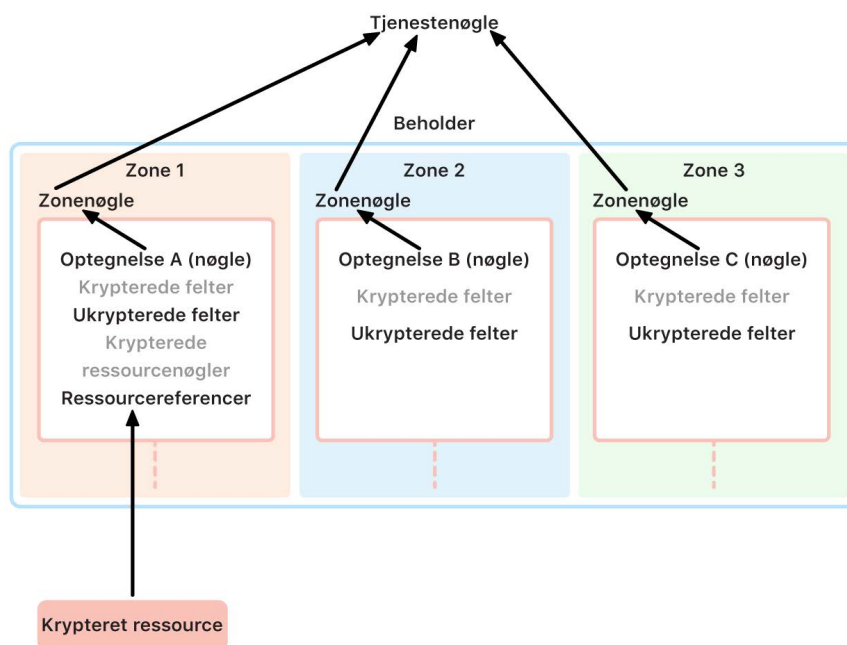 Tjenestenøgle
Beholder
Zone 1
Zonenøgle
Optegnelse A (nøgle)
Krypterede felter
Ukrypterede felter
Krypterede
ressourcenøgler
Ressourcereferencer
Zone 2
Zonenøgle
Optegnelse B (nøgle)
Krypterede felter
Ukrypterede felter
Zone 3
Zonenøgle
Optegnelse C (nøgle)
Krypterede felter
Ukrypterede felter
Krypteret ressource